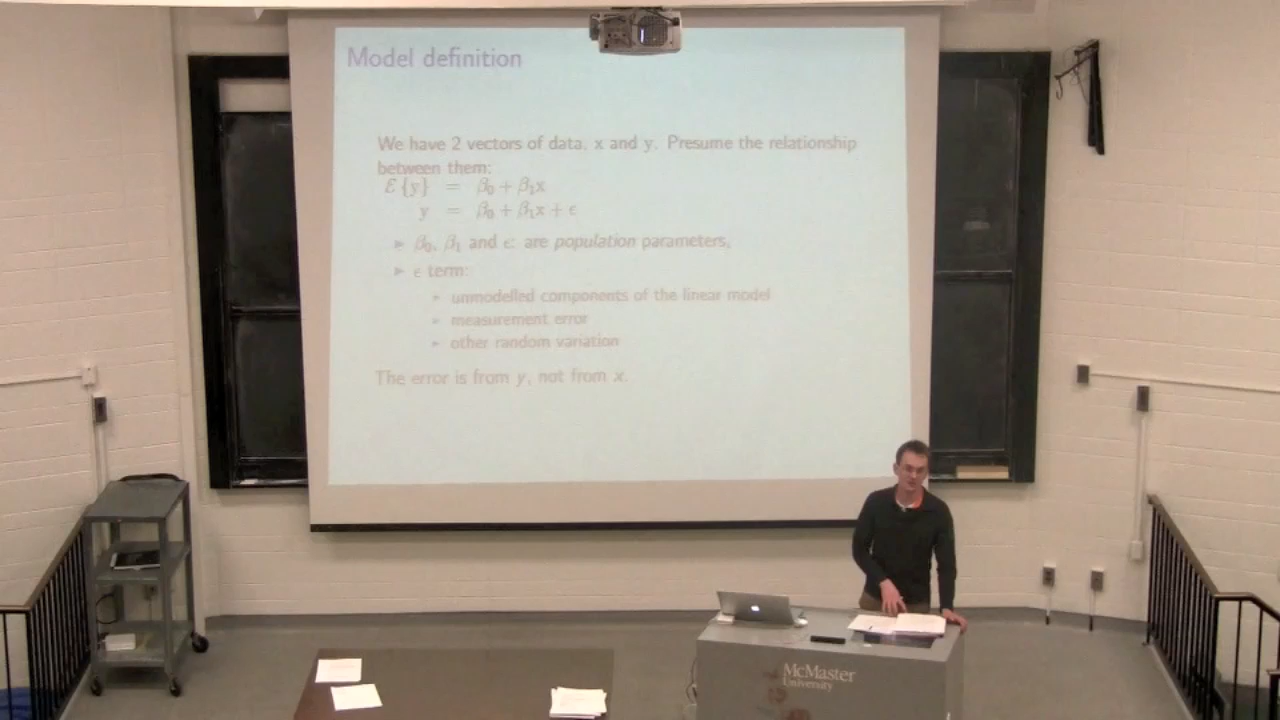 Model definition
We have 2 vectors of data, x and y. Presume the relationship
between them:
ℰ{y} = β₀ + β₁x
y = β₀ + β₁x + ϵ
▸ β₀, β₁ and ϵ: are population parameters,
▸ ϵ term:
▸ unmodelled components of the linear model
▸ measurement error
▸ other random variation
The error is from y, not from x.
McMaster
University